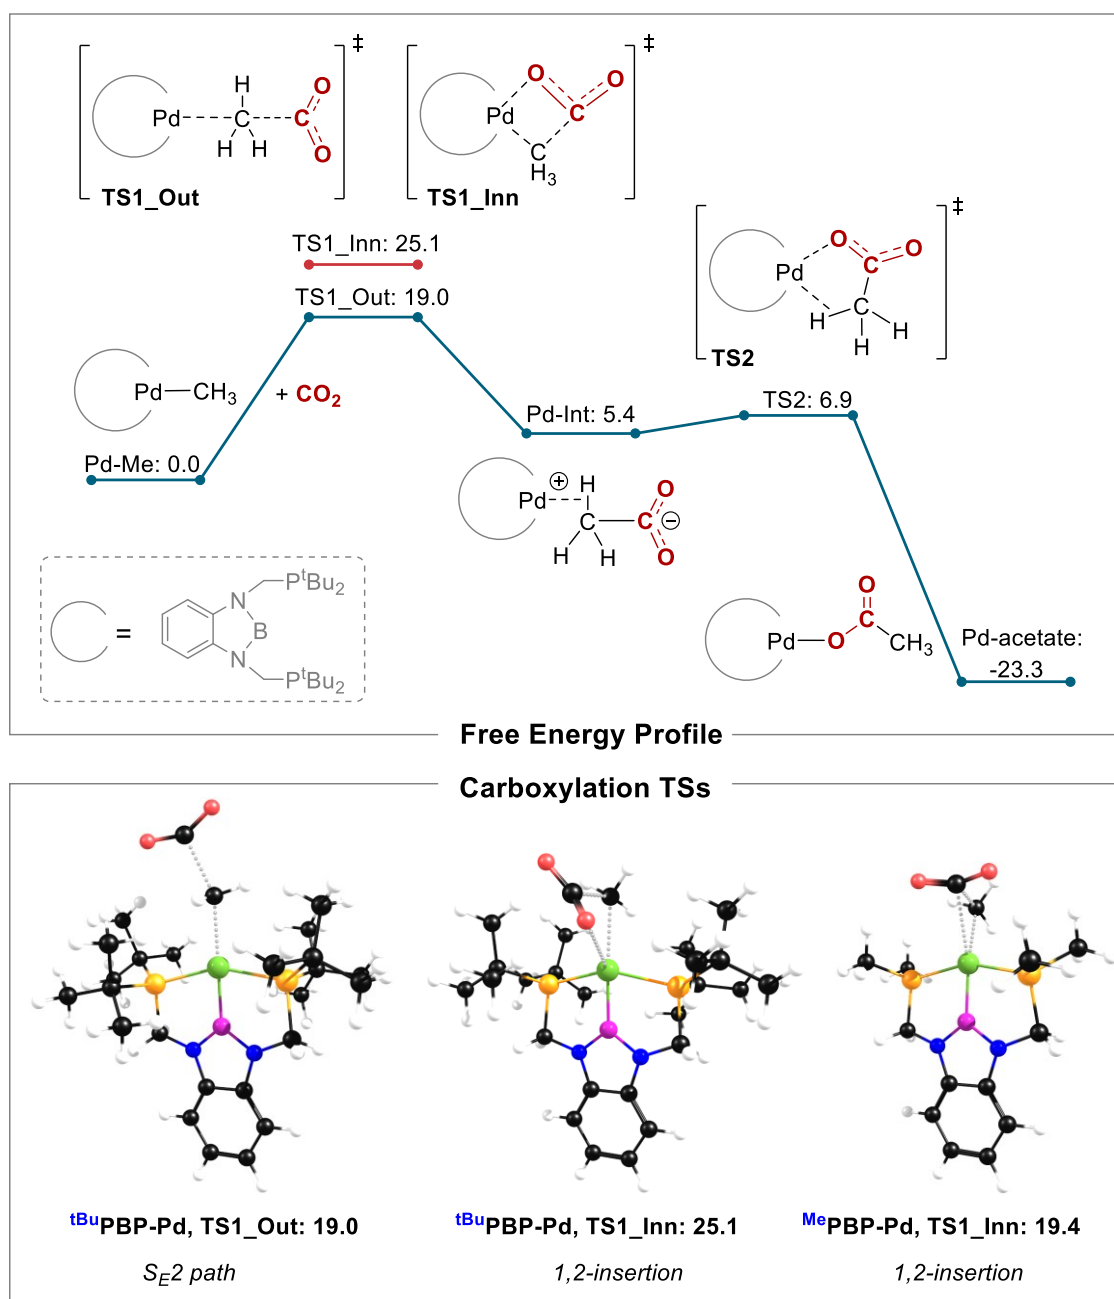 ‡
‡
H
Pd
C
C
O
O
H
H
TS1_Out
O
O
Pd
C
C
H3
TS1_Inn
‡
O
O
Pd
C
C
H
H
H
TS2
TS1_Inn: 25.1
TS1_Out: 19.0
Pd—CH3
+ CO2
Pd-Me: 0.0
Pd-Int: 5.4
TS2: 6.9
⊕
H
Pd
C
C
O
⊖
O
H
H
O
C
Pd
O
CH3
Pd-acetate:
-23.3
PtBu2
N
B
=
N
PtBu2
Free Energy Profile
Carboxylation TSs
tBuPBP-Pd, TS1_Out: 19.0
tBuPBP-Pd, TS1_Inn: 25.1
MePBP-Pd, TS1_Inn: 19.4
SE2 path
1,2-insertion
1,2-insertion